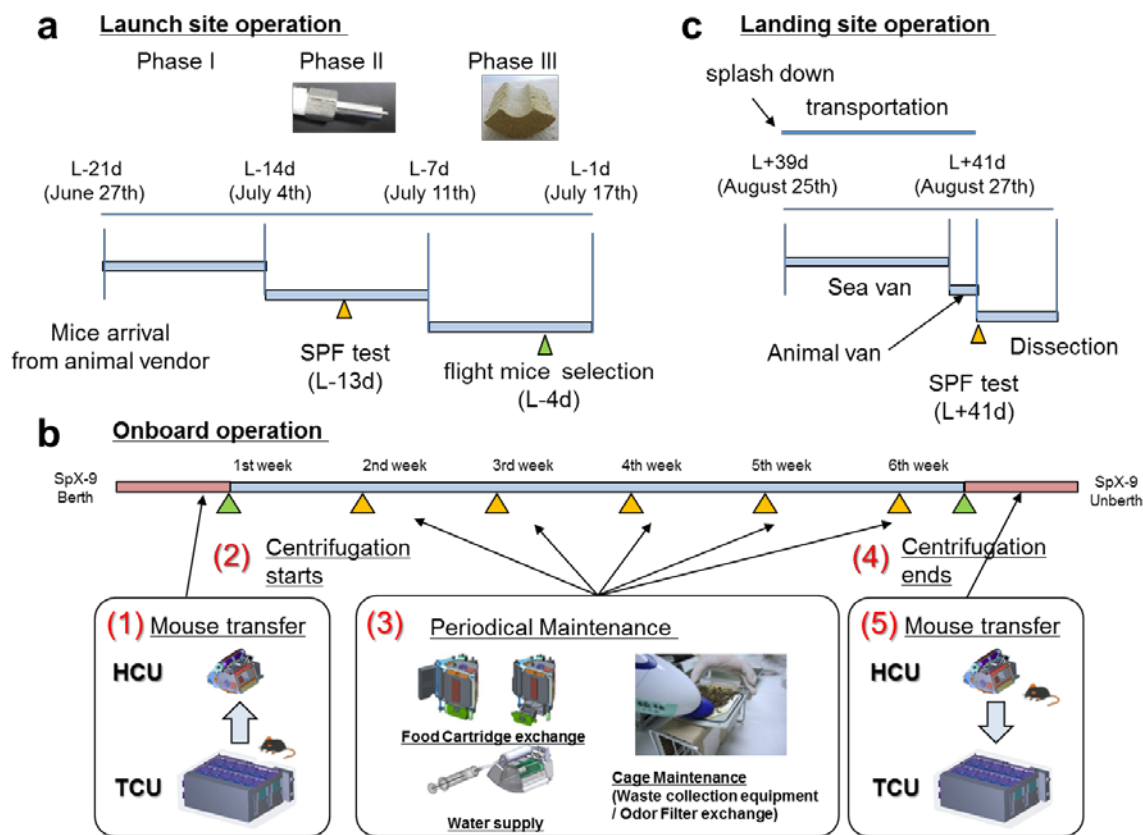 a Launch site operation
Phase I Phase II Phase III
L-21d L-14d L-7d L-1d
(June 27th) (July 4th) (July 11th) (July 17th)
Mice arrival
from animal vendor
SPF test
(L-13d)
flight mice selection
(L-4d)
c Landing site operation
splash down
transportation
L+39d L+41d
(August 25th) (August 27th)
Sea van
Animal van
Dissection
SPF test
(L+41d)
b Onboard operation
1st week 2nd week 3rd week 4th week 5th week 6th week
SpX-9
Berth
SpX-9
Unberth
(2) Centrifugation
starts
(4) Centrifugation
ends
(1) Mouse transfer
HCU
TCU
(3) Periodical Maintenance
Food Cartridge exchange
Water supply
Cage Maintenance
(Waste collection equipment
/ Odor Filter exchange)
(5) Mouse transfer
HCU
TCU